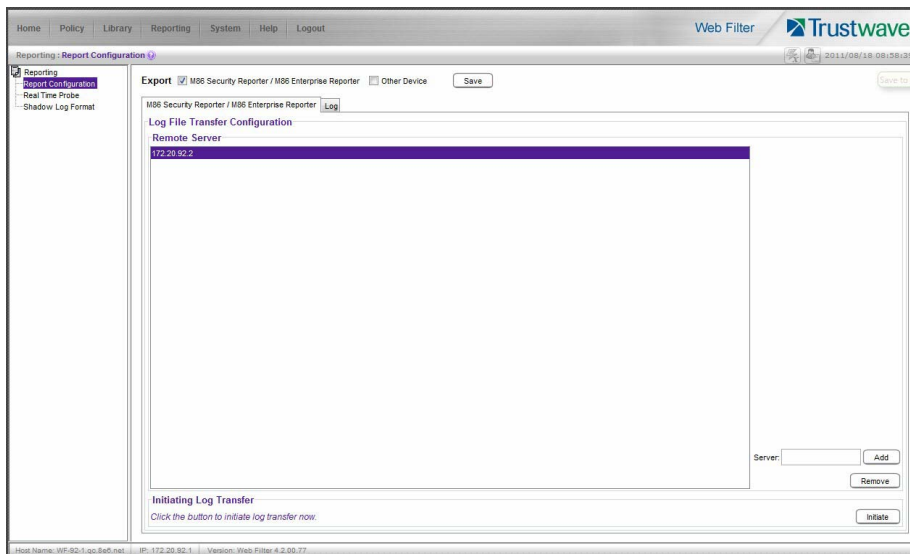 Home Policy Library Reporting System Help Logout
Web Filter
Trustwave
Reporting : Report Configuration
2011/08/18 08:58:39
Reporting
Report Configuration
Real Time Probe
Shadow Log Format
Export M86 Security Reporter / M86 Enterprise Reporter Other Device Save
Save to
M86 Security Reporter / M86 Enterprise Reporter Log
Log File Transfer Configuration
Remote Server
172.20.92.2
Server: Add
Remove
Initiating Log Transfer
Click the button to initiate log transfer now.
Initiate
Host Name: WF-92-1.qc.8e6.net IP: 172.20.92.1 Version: Web Filter 4.2.00.77